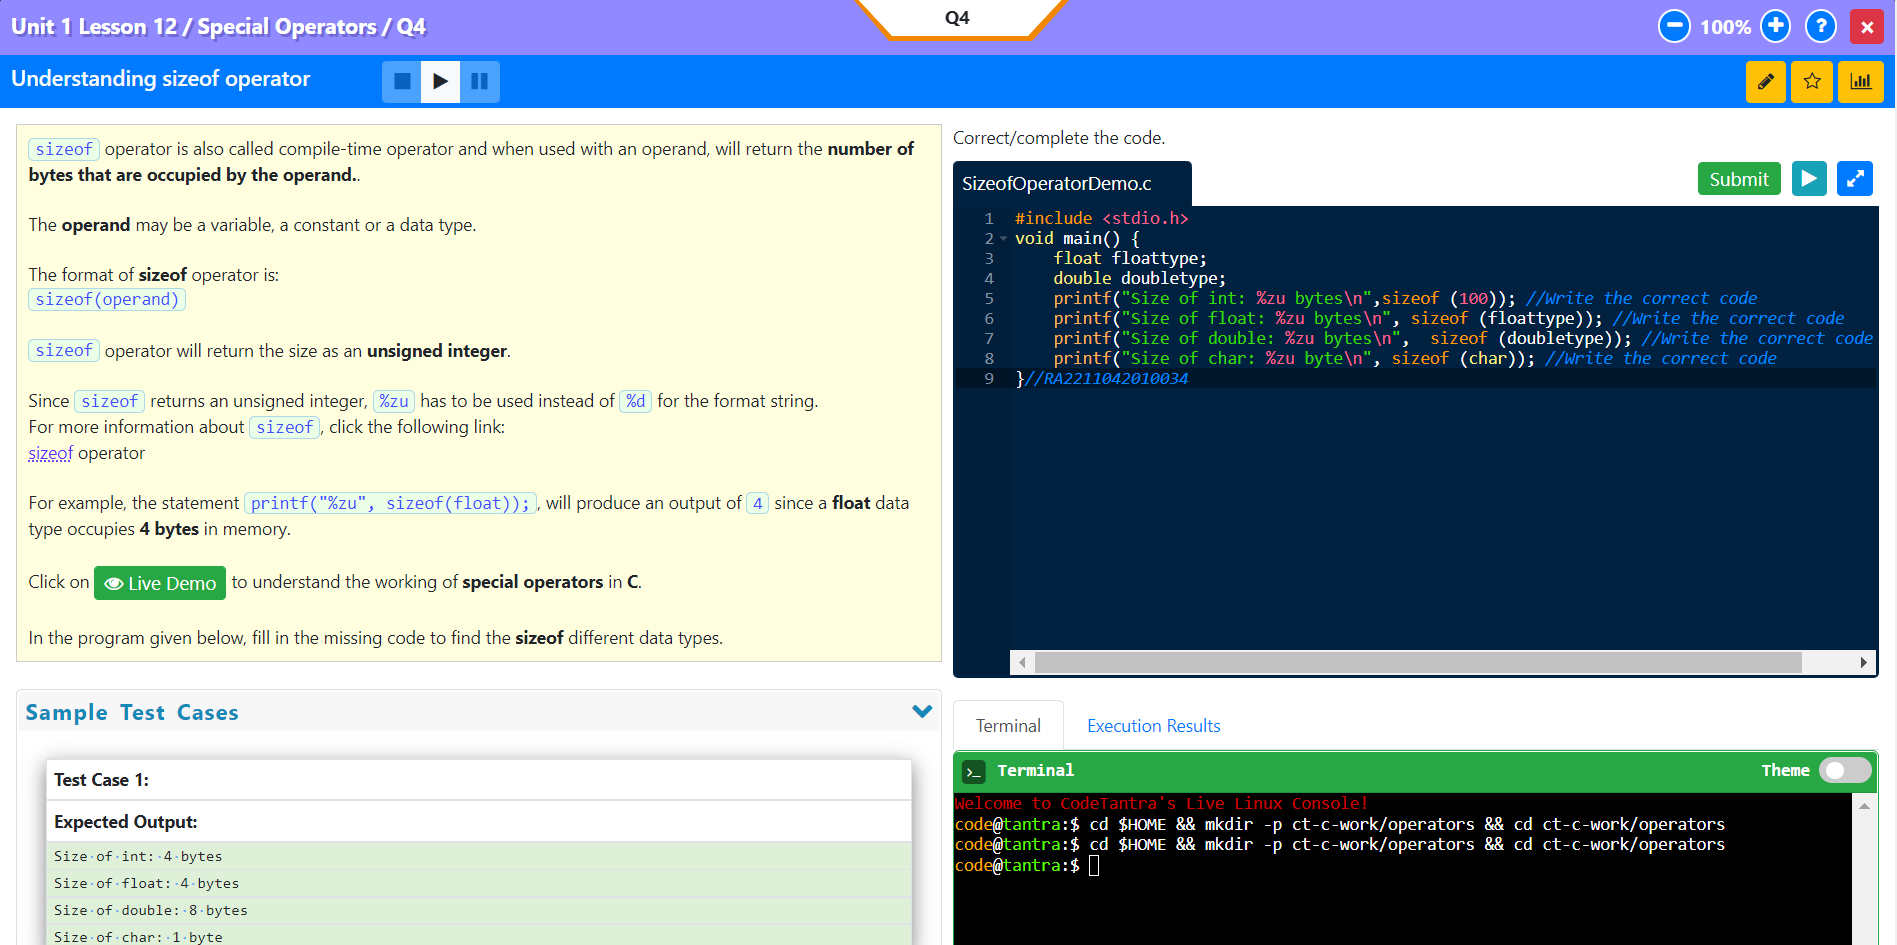 Unit 1 Lesson 12 / Special Operators / Q4
Q4
100%
?
Understanding sizeof operator
sizeof operator is also called compile-time operator and when used with an operand, will return the number of
bytes that are occupied by the operand..
The operand may be a variable, a constant or a data type.
The format of sizeof operator is:
sizeof(operand)
sizeof operator will return the size as an unsigned integer.
Since sizeof returns an unsigned integer, %zu has to be used instead of %d for the format string.
For more information about sizeof, click the following link:
sizeof operator
For example, the statement printf("%zu", sizeof(float));, will produce an output of 4 since a float data
type occupies 4 bytes in memory.
Click on Live Demo to understand the working of special operators in C.
In the program given below, fill in the missing code to find the sizeof different data types.
Sample Test Cases
Test Case 1:
Expected Output:
Size·of·int:·4·bytes
Size·of·float:·4·bytes
Size·of·double:·8·bytes
Size·of·char:·1·byte
Correct/complete the code.
SizeofOperatorDemo.c
Submit
1 #include <stdio.h>
2 void main() {
3 float floattype;
4 double doubletype;
5 printf("Size of int: %zu bytes\n",sizeof (100)); //Write the correct code
6 printf("Size of float: %zu bytes\n", sizeof (floattype)); //Write the correct code
7 printf("Size of double: %zu bytes\n",  sizeof (doubletype)); //Write the correct code
8 printf("Size of char: %zu byte\n", sizeof (char)); //Write the correct code
9 }//RA2211042010034
Terminal
Execution Results
>_ Terminal
Theme
Welcome to CodeTantra's Live Linux Console!
code@tantra:$ cd $HOME && mkdir -p ct-c-work/operators && cd ct-c-work/operators
code@tantra:$ cd $HOME && mkdir -p ct-c-work/operators && cd ct-c-work/operators
code@tantra:$